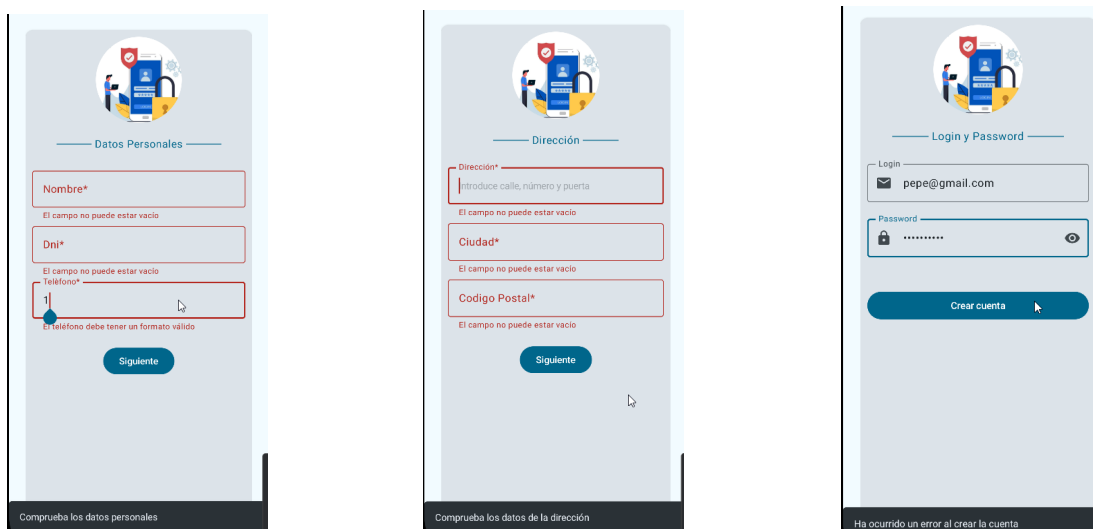 Datos Personales
Nombre*
El campo no puede estar vacío
Dni*
El campo no puede estar vacío
Teléfono*
1
El teléfono debe tener un formato válido
Siguiente
Comprueba los datos personales
Dirección
Dirección*
Introduce calle, número y puerta
El campo no puede estar vacío
Ciudad*
El campo no puede estar vacío
Codigo Postal*
El campo no puede estar vacío
Siguiente
Comprueba los datos de la dirección
Login y Password
Login
pepe@gmail.com
Password
••••••••••
Crear cuenta
Ha ocurrido un error al crear la cuenta